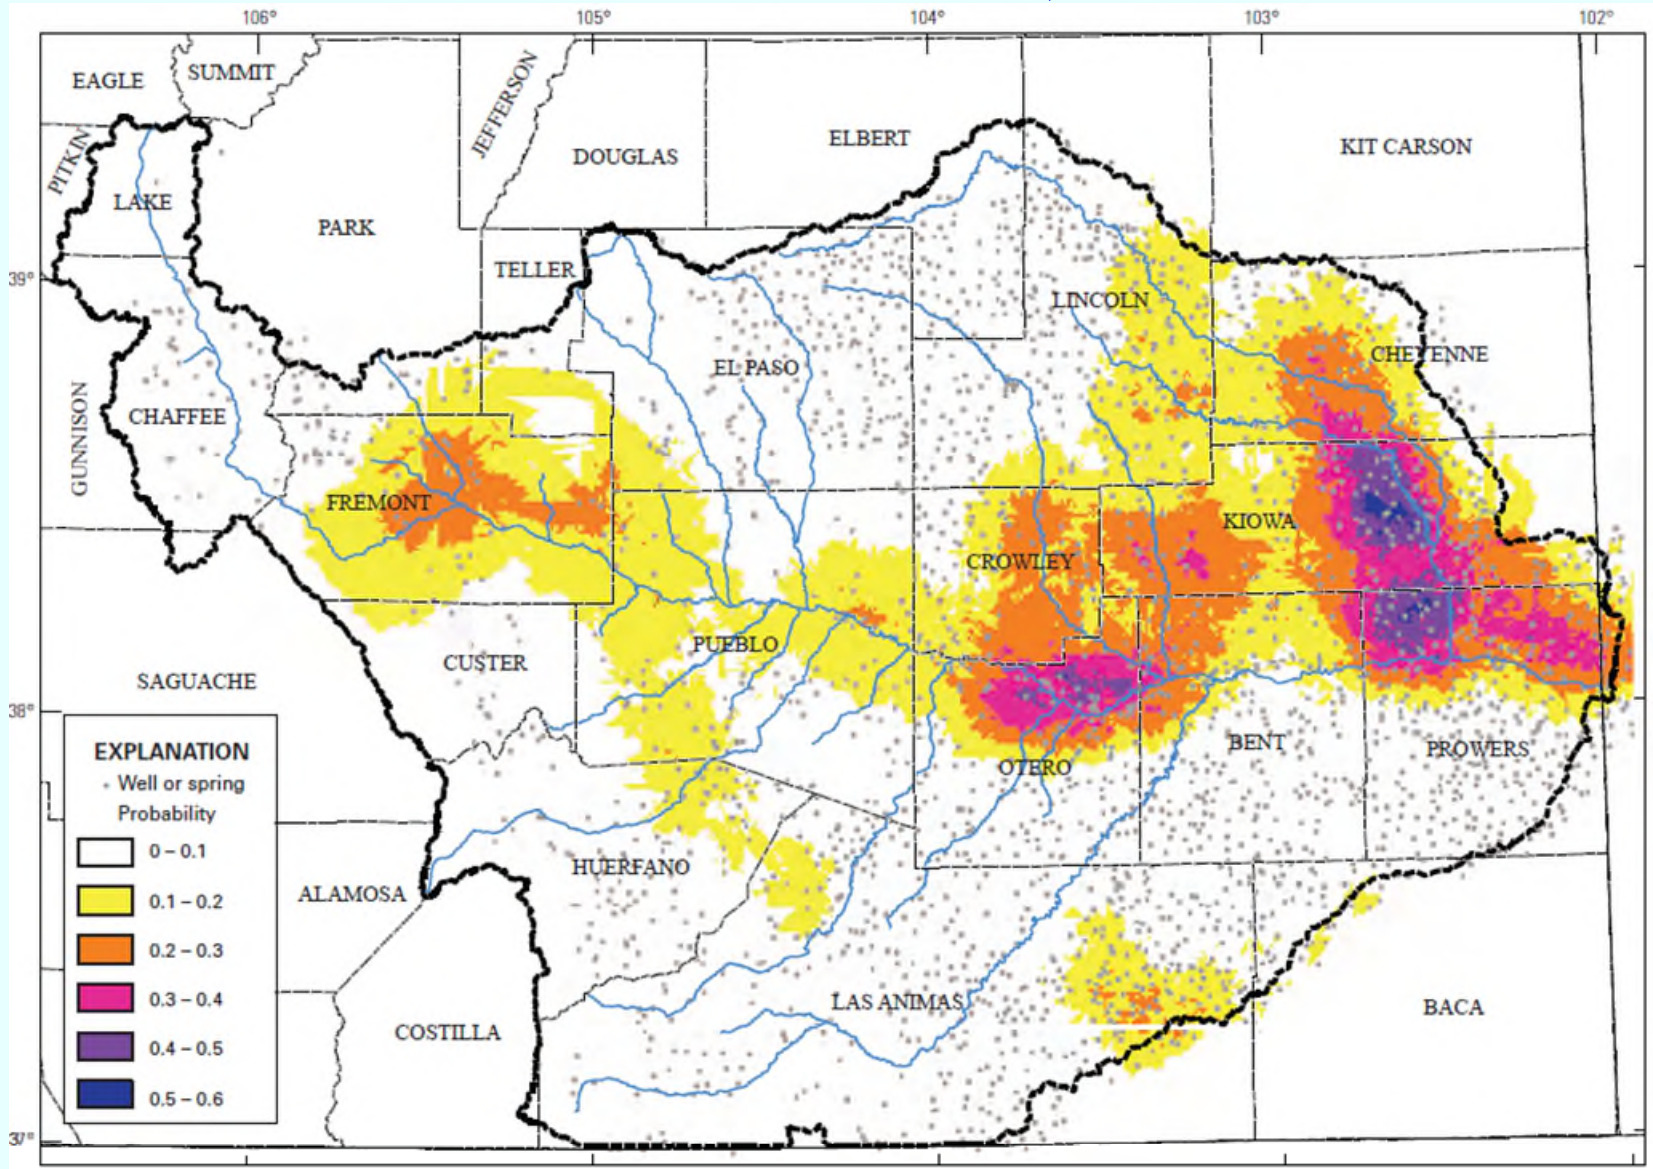 106°
105°
104°
103°
102°
EAGLE
SUMMIT
JEFFERSON
PITKIN
DOUGLAS
ELBERT
KIT CARSON
LAKE
PARK
TELLER
39°
LINCOLN
CHEYENNE
EL PASO
GUNNISON
CHAFFEE
FREMONT
KIOWA
CROWLEY
PUEBLO
CUSTER
SAGUACHE
38°
BENT
PROWERS
OTERO
HUERFANO
ALAMOSA
LAS ANIMAS
BACA
COSTILLA
37°
EXPLANATION
Well or spring
Probability
0 – 0.1
0.1 – 0.2
0.2 – 0.3
0.3 – 0.4
0.4 – 0.5
0.5 – 0.6